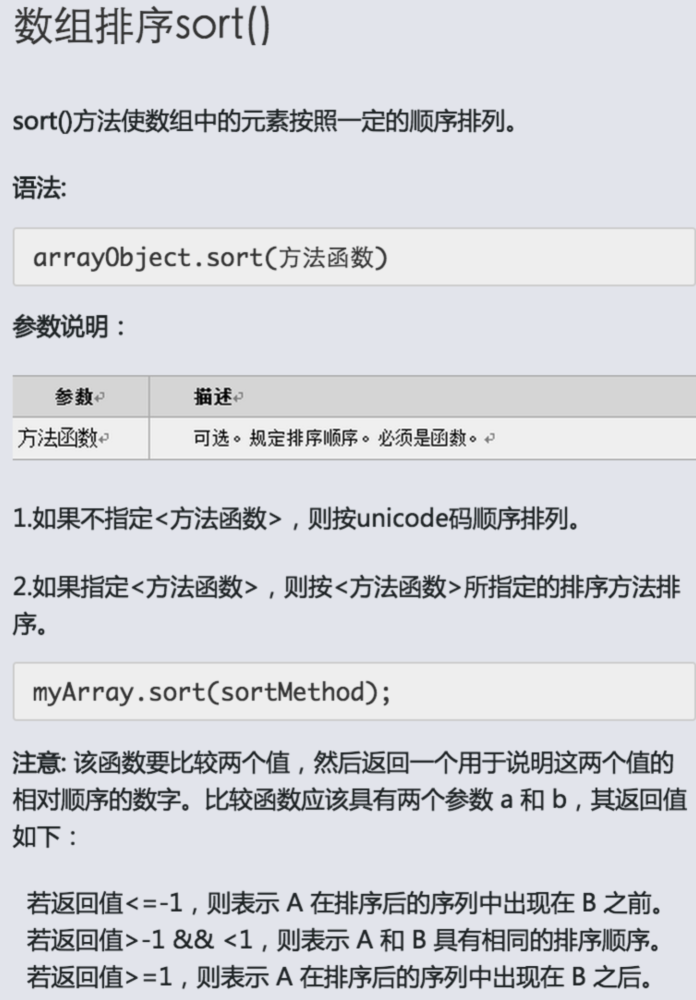 数组排序sort()
sort()方法使数组中的元素按照一定的顺序排列。
语法:
arrayObject.sort(方法函数)
参数说明：
参数↵ 描述↵
方法函数↵ 可选。规定排序顺序。必须是函数。↵
1.如果不指定<方法函数>，则按unicode码顺序排列。
2.如果指定<方法函数>，则按<方法函数>所指定的排序方法排
序。
myArray.sort(sortMethod);
注意: 该函数要比较两个值，然后返回一个用于说明这两个值的
相对顺序的数字。比较函数应该具有两个参数 a 和 b，其返回值
如下：
若返回值<=-1，则表示 A 在排序后的序列中出现在 B 之前。
若返回值>-1 && <1，则表示 A 和 B 具有相同的排序顺序。
若返回值>=1，则表示 A 在排序后的序列中出现在 B 之后。